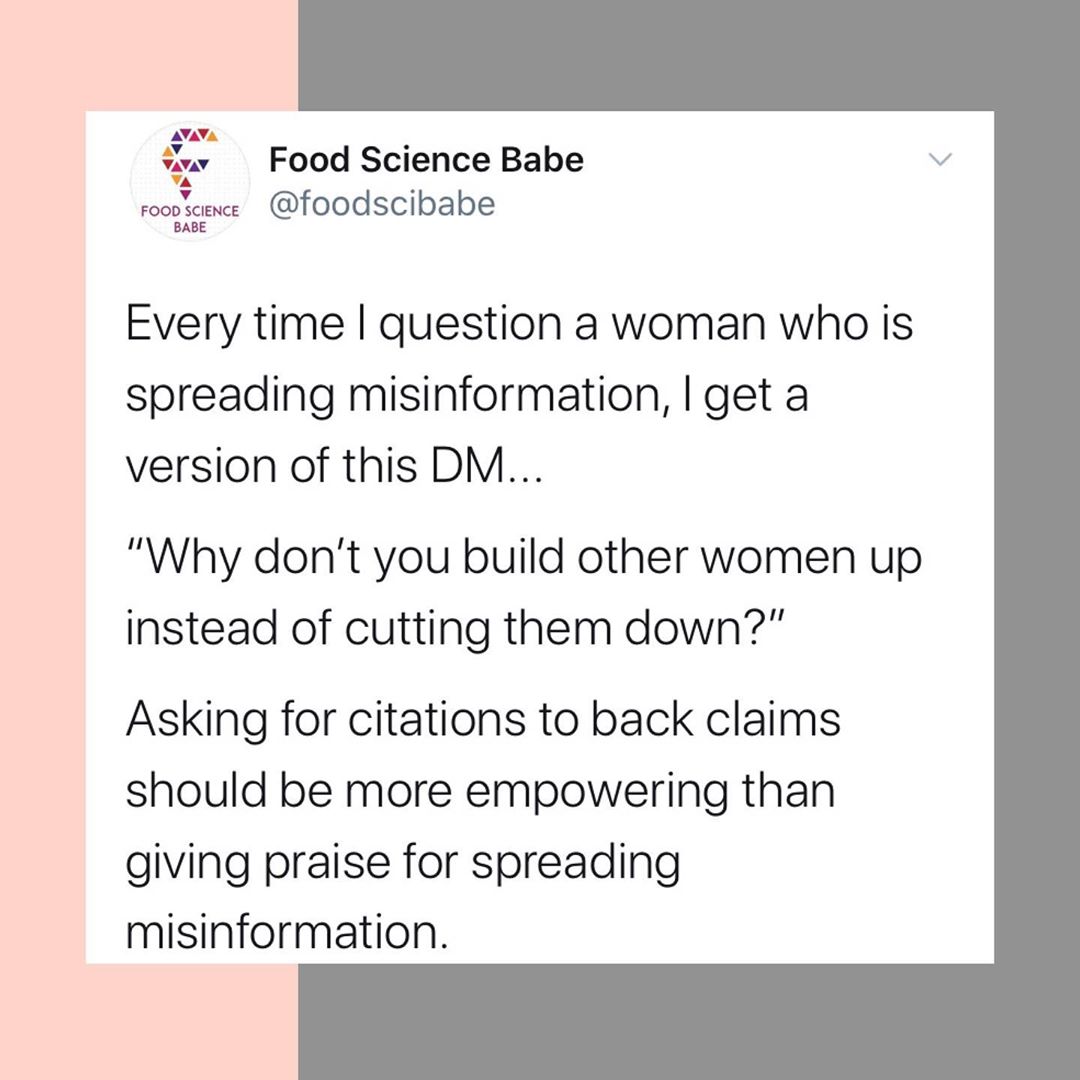 FOOD SCIENCE
BABE
Food Science Babe
@foodscibabe
Every time I question a woman who is
spreading misinformation, I get a
version of this DM...
“Why don’t you build other women up
instead of cutting them down?”
Asking for citations to back claims
should be more empowering than
giving praise for spreading
misinformation.